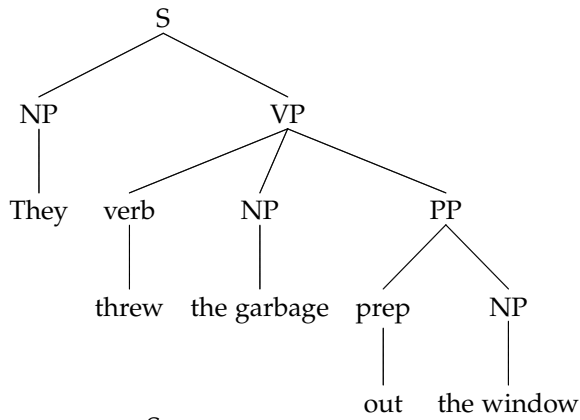 S
NP VP
They verb NP PP
threw the garbage prep NP
out the window